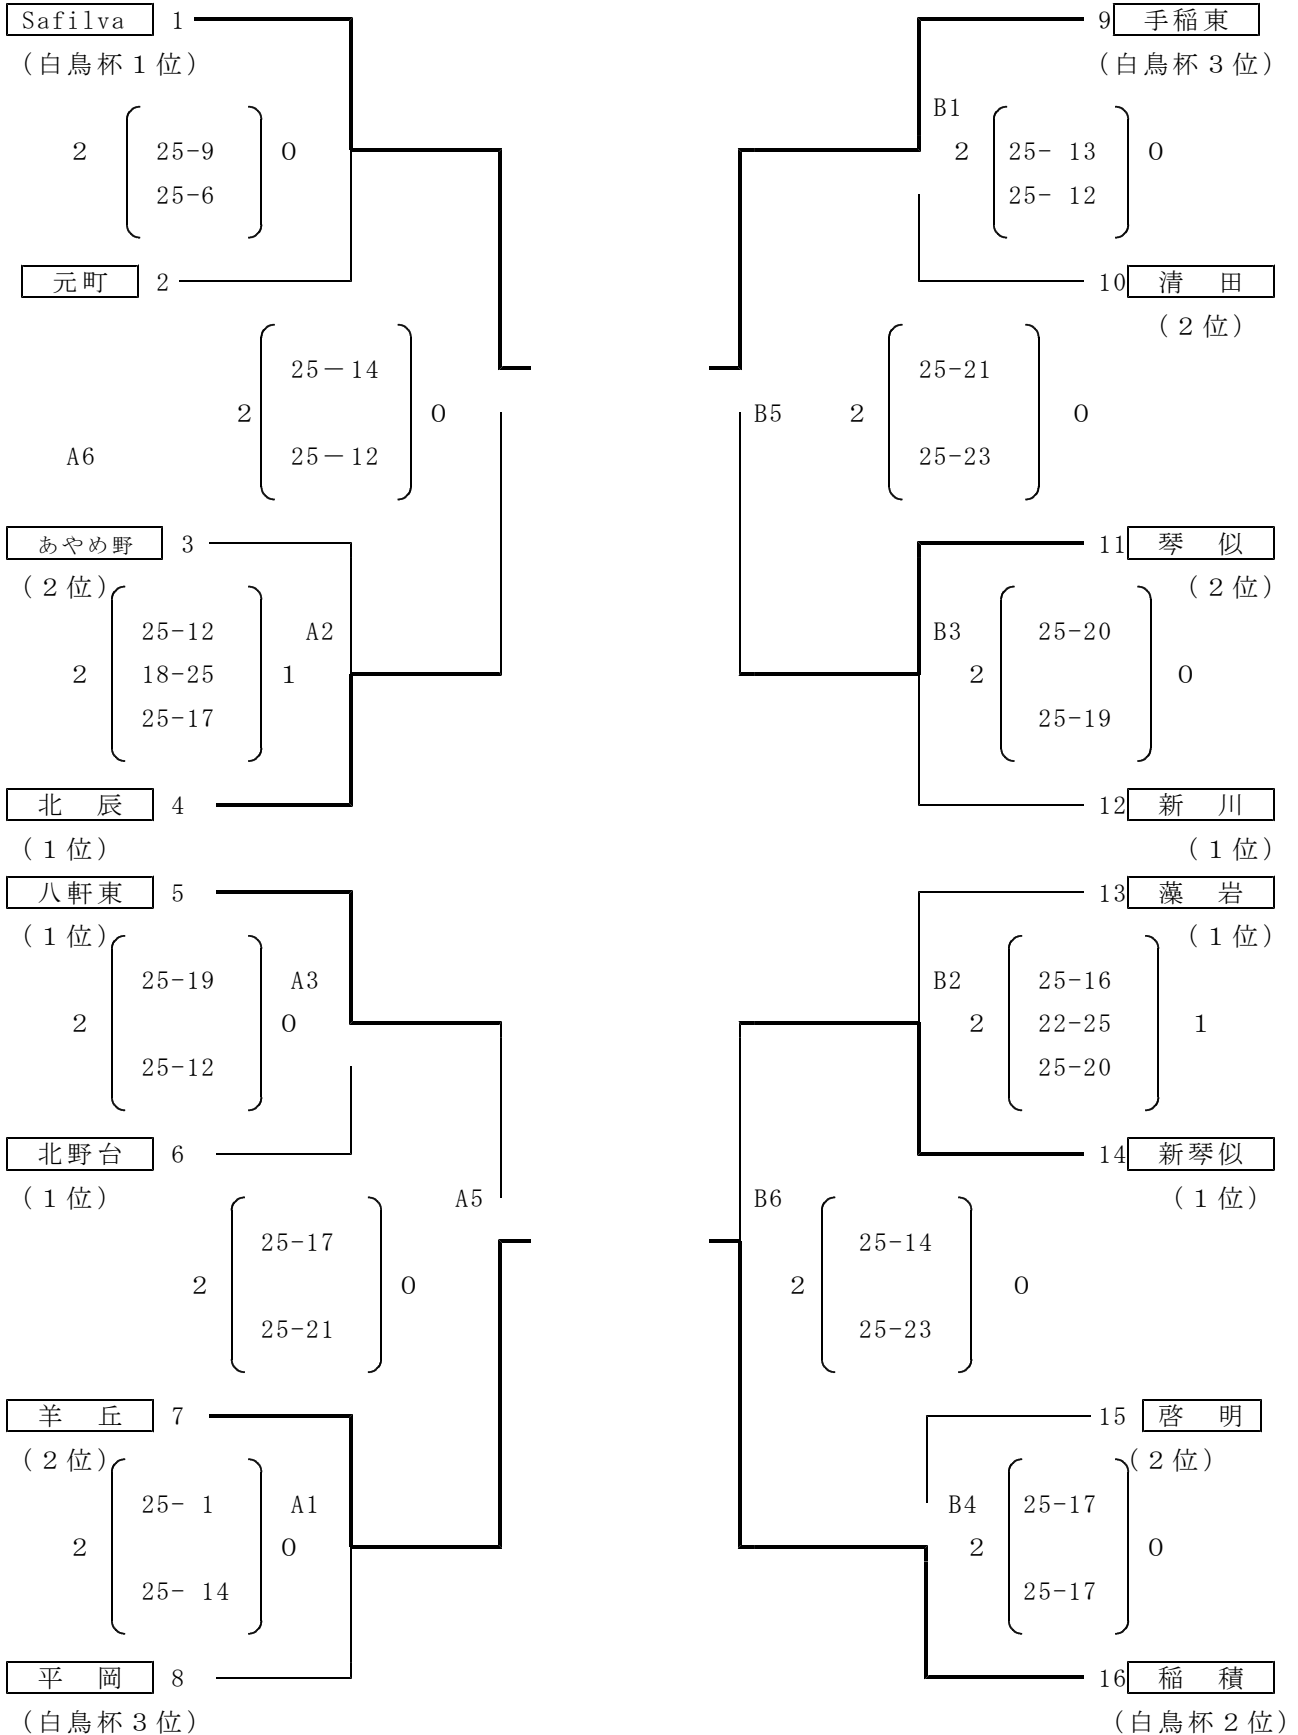 Safilva 1
9 手稲東
(白鳥杯1位)
(白鳥杯3位)
B1
2 25-9 0
2 25- 13 0
25-6
25- 12
元町 2
10 清 田
(2位)
25－14
25-21
2 0
B5 2 0
A6 25－12
25-23
あやめ野 3
11 琴 似
(2位)
(2位)
25-12 A2
B3 25-20
2 18-25 1
2 0
25-17
25-19
北 辰 4
12 新 川
(1位)
(1位)
八軒東 5
13 藻 岩
(1位)
(1位)
25-19 A3
B2 25-16
2 0
2 22-25 1
25-12
25-20
北野台 6
14 新琴似
(1位)
A5
B6
(1位)
25-17
25-14
2 0
2 0
25-21
25-23
羊 丘 7
15 啓 明
(2位)
(2位)
25- 1 A1
B4 25-17
2 0
2 0
25- 14
25-17
平 岡 8
16 稲 積
(白鳥杯3位)
(白鳥杯2位)